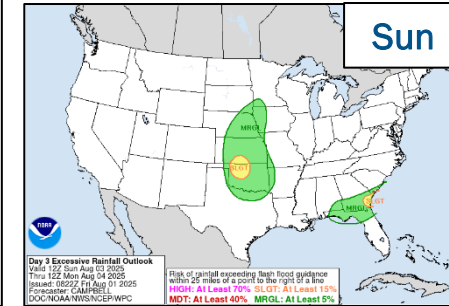 Sun
MRGL
SLGT
SLGT
MRGL
NOAA
Day 3 Excessive Rainfall Outlook
Valid 12Z Sun Aug 03 2025
Thru 12Z Mon Aug 04 2025
Issued: 0822Z Fri Aug 01 2025
Forecaster: CAMPBELL
DOC/NOAA/NWS/NCEP/WPC
Risk of rainfall exceeding flash flood guidance
within 25 miles of a point to the right of a line
HIGH: At Least 70% SLGT: At Least 15%
MDT: At Least 40% MRGL: At Least 5%